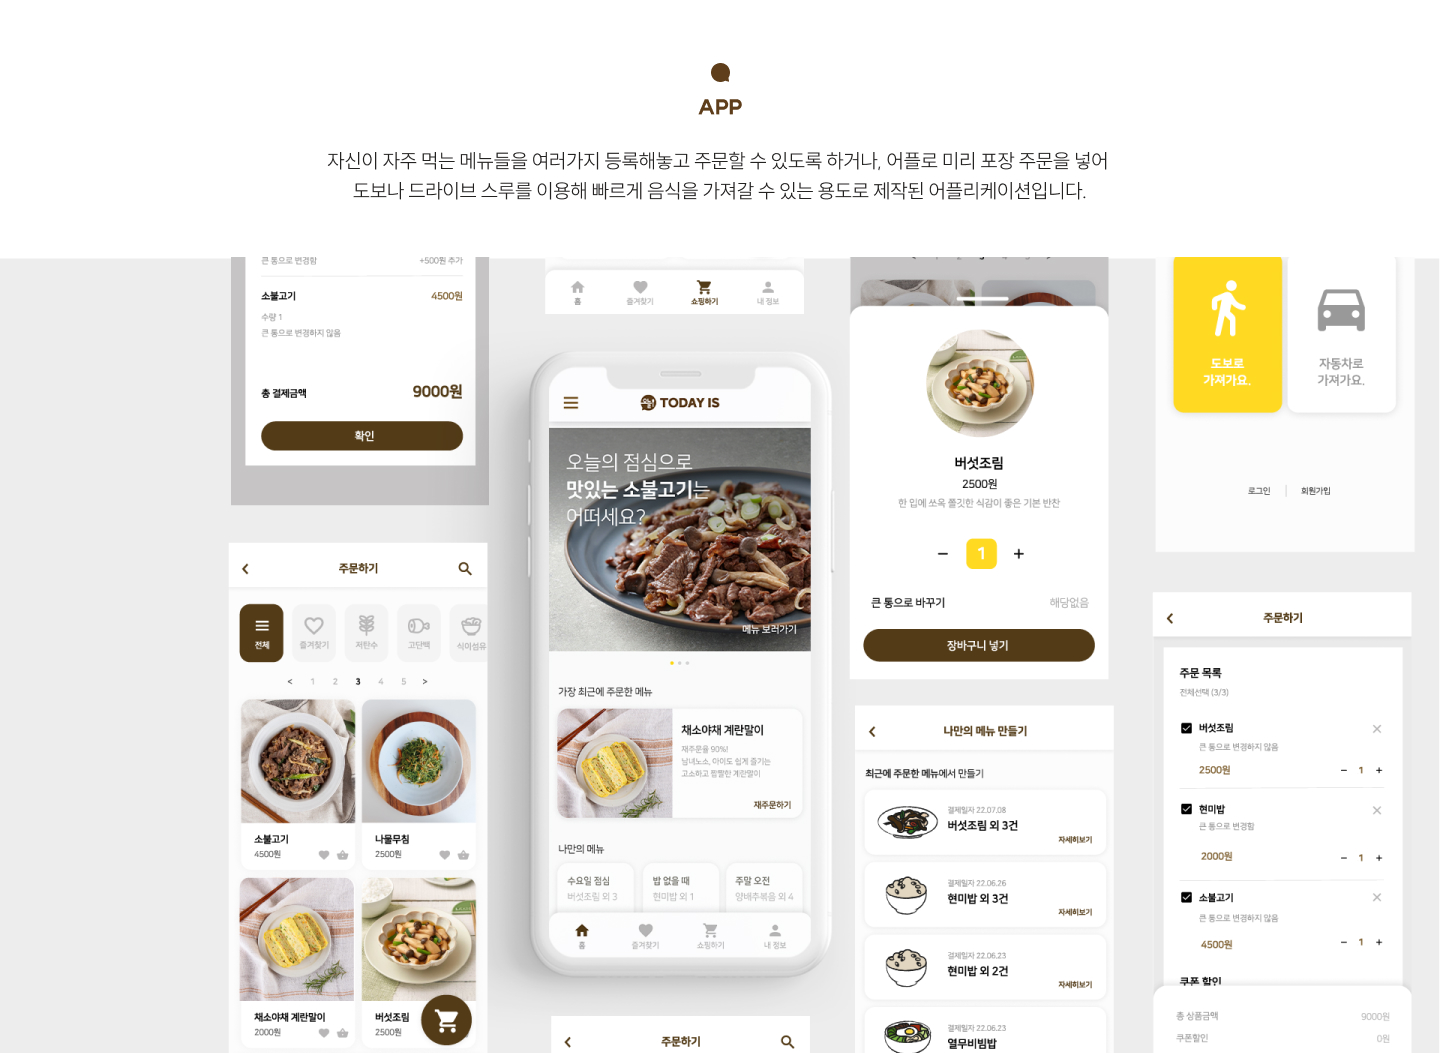 APP
자신이 자주 먹는 메뉴들을 여러가지 등록해놓고 주문할 수 있도록 하거나, 어플로 미리 포장 주문을 넣어
도보나 드라이브 스루를 이용해 빠르게 음식을 가져갈 수 있는 용도로 제작된 어플리케이션입니다.
큰 통으로 변경함 +500원 추가
소불고기 4500원
수량 1
큰 통으로 변경하지 않음
총 결제금액 9000원
확인
주문하기
전체 즐겨찾기 저탄수 고단백 식이섬유
< 1 2 3 4 5 >
소불고기 나물무침
4500원 2500원
채소야채 계란말이 버섯조림
2000원 2500원
홈 즐겨찾기 쇼핑하기 내 정보
TODAY IS
오늘의 점심으로
맛있는 소불고기는
어떠세요?
메뉴 보러가기
가장 최근에 주문한 메뉴
채소야채 계란말이
재주문율 90%!
남녀노소, 아이도 쉽게 즐기는
고소하고 짭짤한 계란말이
재주문하기
나만의 메뉴
수요일 점심 밥 없을 때 주말 오전
버섯조림 외 3 현미밥 외 1 양배추볶음 외 4
홈 즐겨찾기 쇼핑하기 내 정보
주문하기
버섯조림
2500원
한 입에 쏘옥 쫄깃한 식감이 좋은 기본 반찬
− 1 +
큰 통으로 바꾸기 해당없음
장바구니 넣기
나만의 메뉴 만들기
최근에 주문한 메뉴에서 만들기
결제일자 22.07.08
버섯조림 외 3건
자세히보기
결제일자 22.06.26
현미밥 외 3건
자세히보기
결제일자 22.06.23
현미밥 외 2건
자세히보기
결제일자 22.06.23
열무비빔밥
도보로 가져가요.
자동차로 가져가요.
로그인 | 회원가입
주문하기
주문 목록
전체선택 (3/3)
버섯조림
큰 통으로 변경하지 않음
2500원 − 1 +
현미밥
큰 통으로 변경함
2000원 − 1 +
소불고기
큰 통으로 변경하지 않음
4500원 − 1 +
쿠폰 할인
총 상품금액 9000원
쿠폰할인 0원